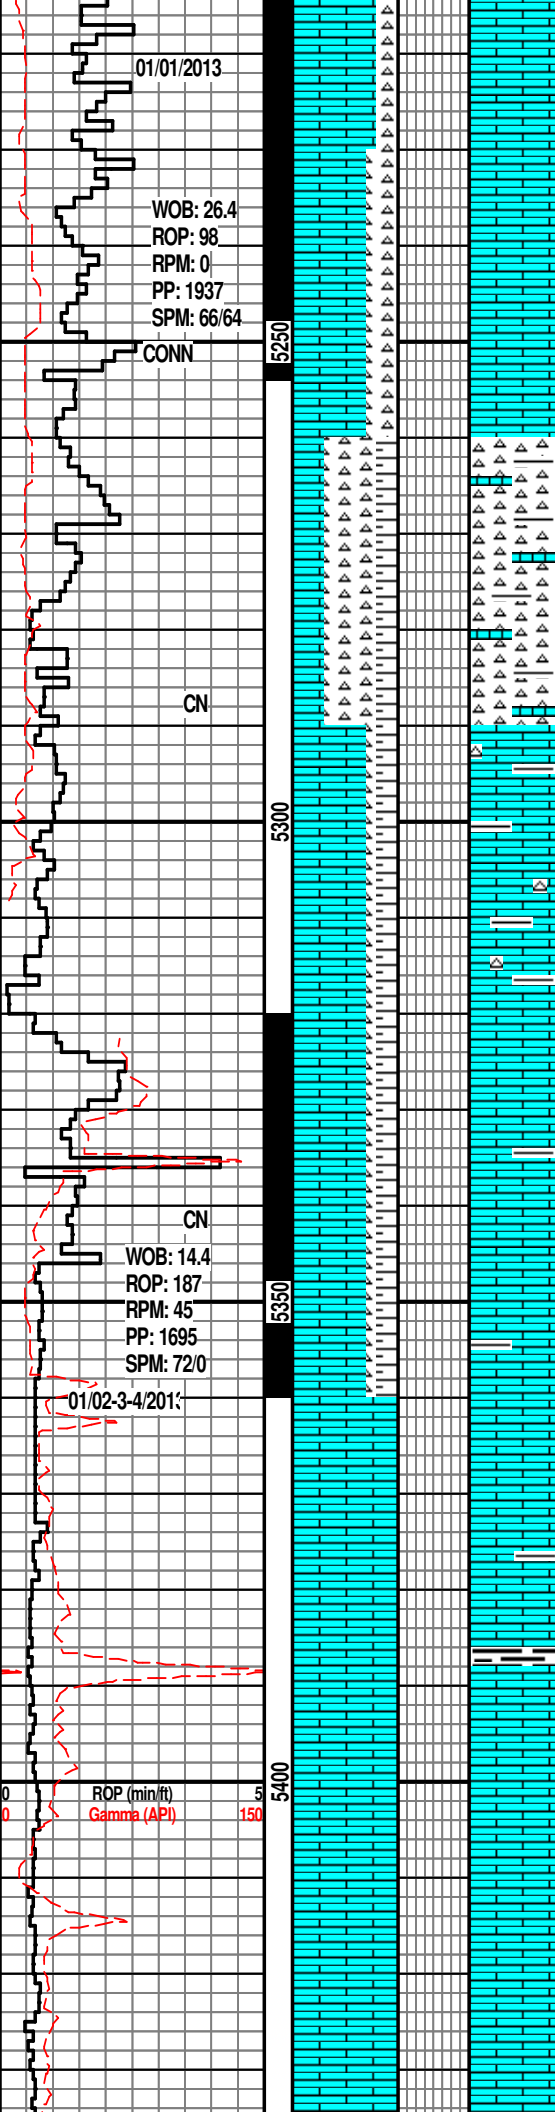 01/01/2013
WOB: 26.4
ROP: 98
RPM: 0
PP: 1937
SPM: 66/64
5250
CONN
CN
5300
CN
WOB: 14.4
ROP: 187
RPM: 45
PP: 1695
SPM: 72/0
5350
01/02-3-4/2013
5400
0 ROP (min/ft) 5
0 Gamma (API) 150